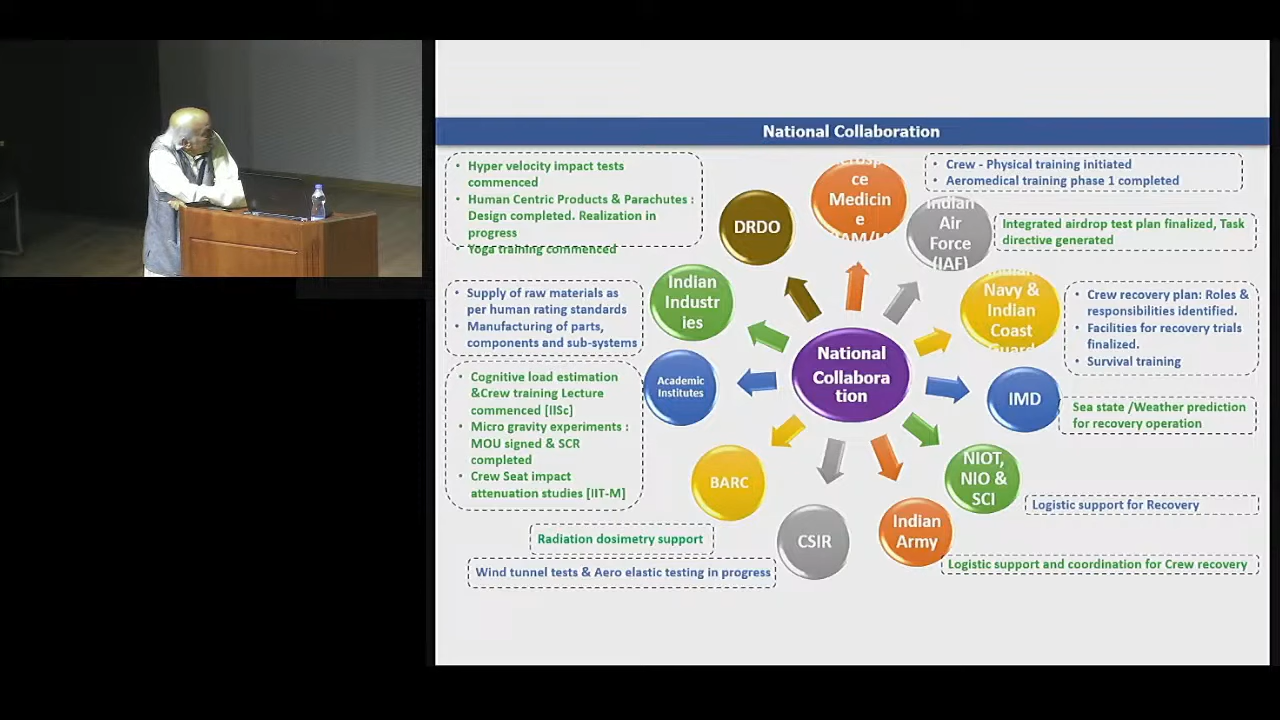 National Collaboration
• Hyper velocity impact tests
commenced
• Human Centric Products & Parachutes :
Design completed. Realization in
progress
• Yoga training commenced
• Supply of raw materials as
per human rating standards
• Manufacturing of parts,
components and sub-systems
• Cognitive load estimation
&Crew training Lecture
commenced [IISc]
• Micro gravity experiments :
MOU signed & SCR
completed
• Crew Seat impact
attenuation studies [IIT-M]
Radiation dosimetry support
Wind tunnel tests & Aero elastic testing in progress
DRDO
Indian
Industr
ies
Academic
Institutes
BARC
CSIR
National
Collabora
tion
ce
Medicin
e
Indian
Air
Force
(IAF)
Navy &
Indian
Coast
Guard
IMD
NIOT,
NIO &
SCI
Indian
Army
• Crew - Physical training initiated
• Aeromedical training phase 1 completed
Integrated airdrop test plan finalized, Task
directive generated
• Crew recovery plan: Roles &
responsibilities identified.
• Facilities for recovery trials
finalized.
• Survival training
Sea state /Weather prediction
for recovery operation
Logistic support for Recovery
Logistic support and coordination for Crew recovery